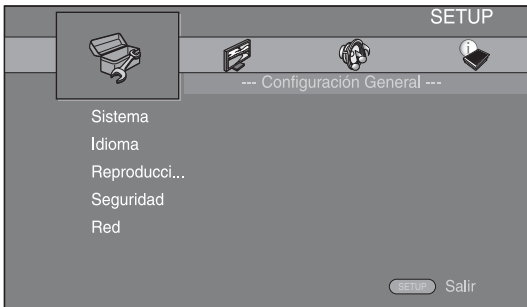 SETUP
--- Configuración General ---
Sistema
Idioma
Reproducci...
Seguridad
Red
SETUP Salir